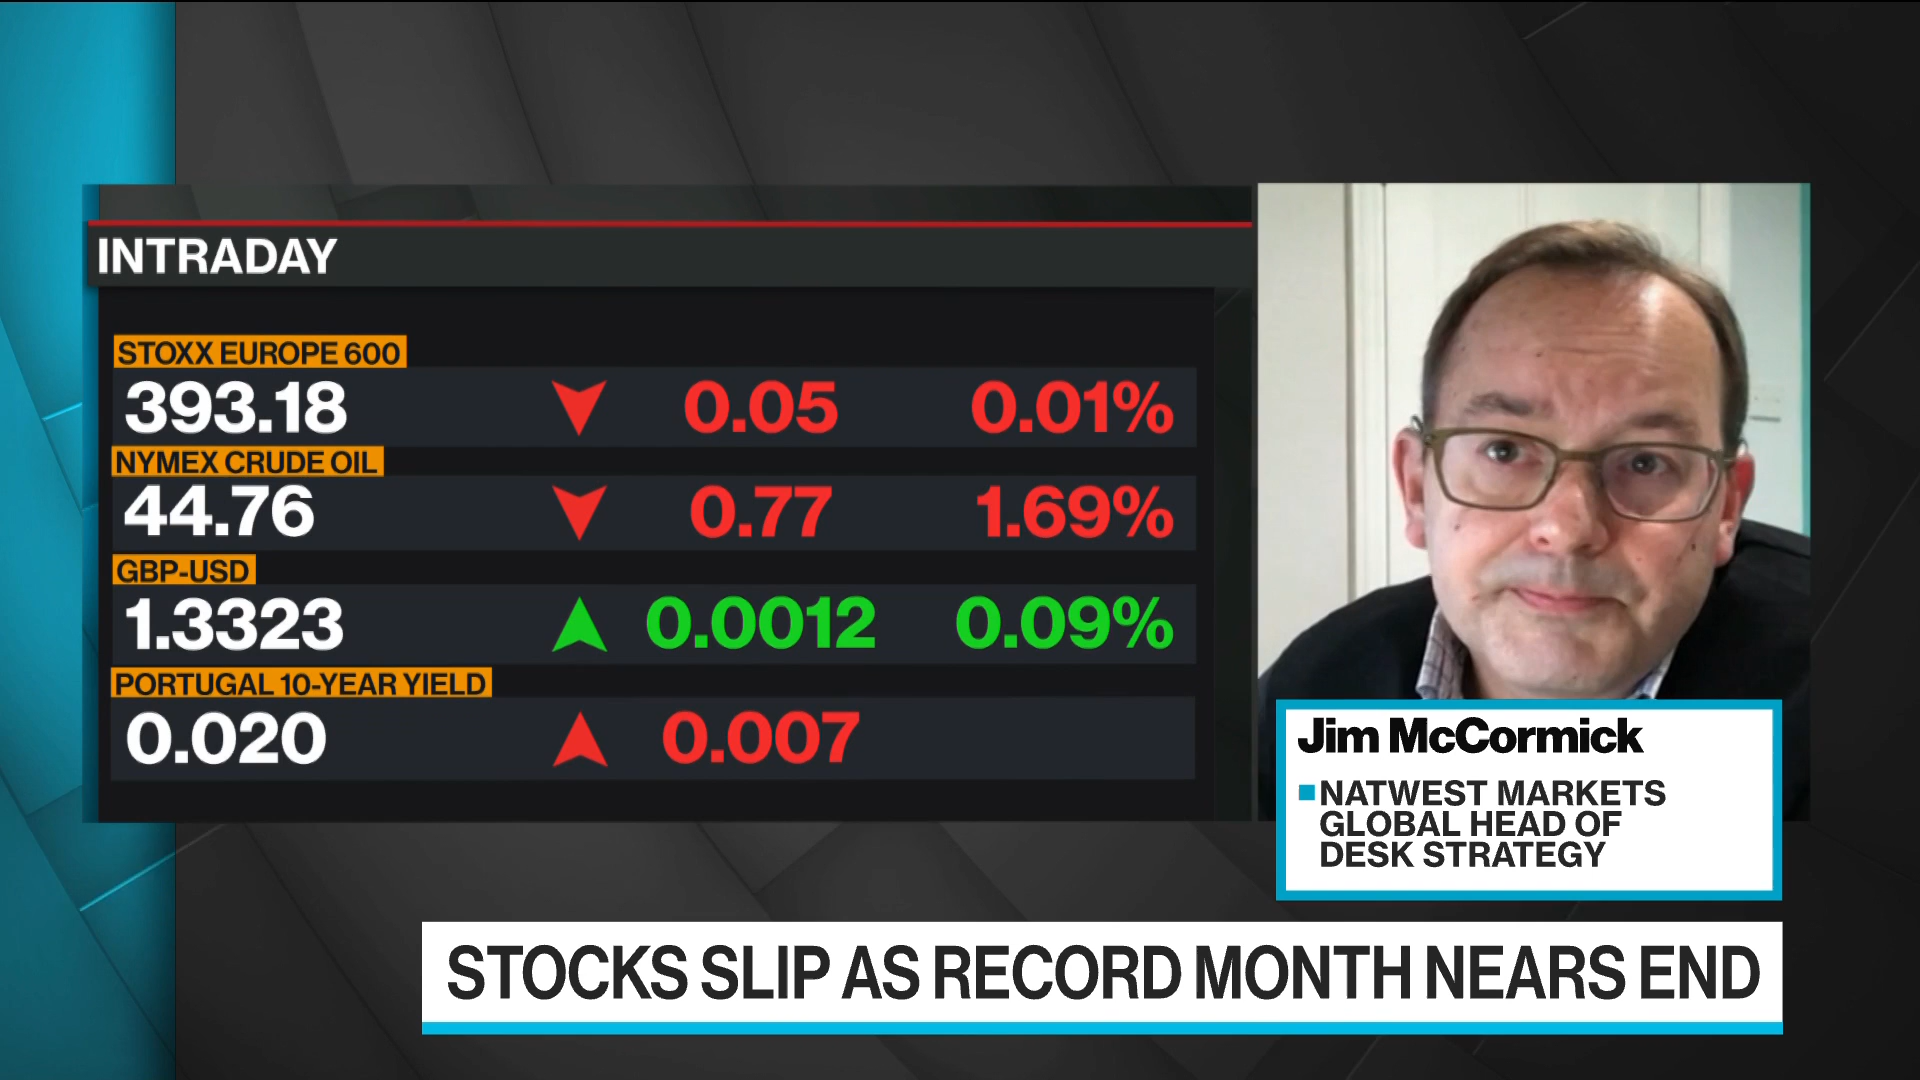 INTRADAY
STOXX EUROPE 600
393.18 0.05 0.01%
NYMEX CRUDE OIL
44.76 0.77 1.69%
GBP-USD
1.3323 0.0012 0.09%
PORTUGAL 10-YEAR YIELD
0.020 0.007
Jim McCormick
NATWEST MARKETS
GLOBAL HEAD OF
DESK STRATEGY
STOCKS SLIP AS RECORD MONTH NEARS END